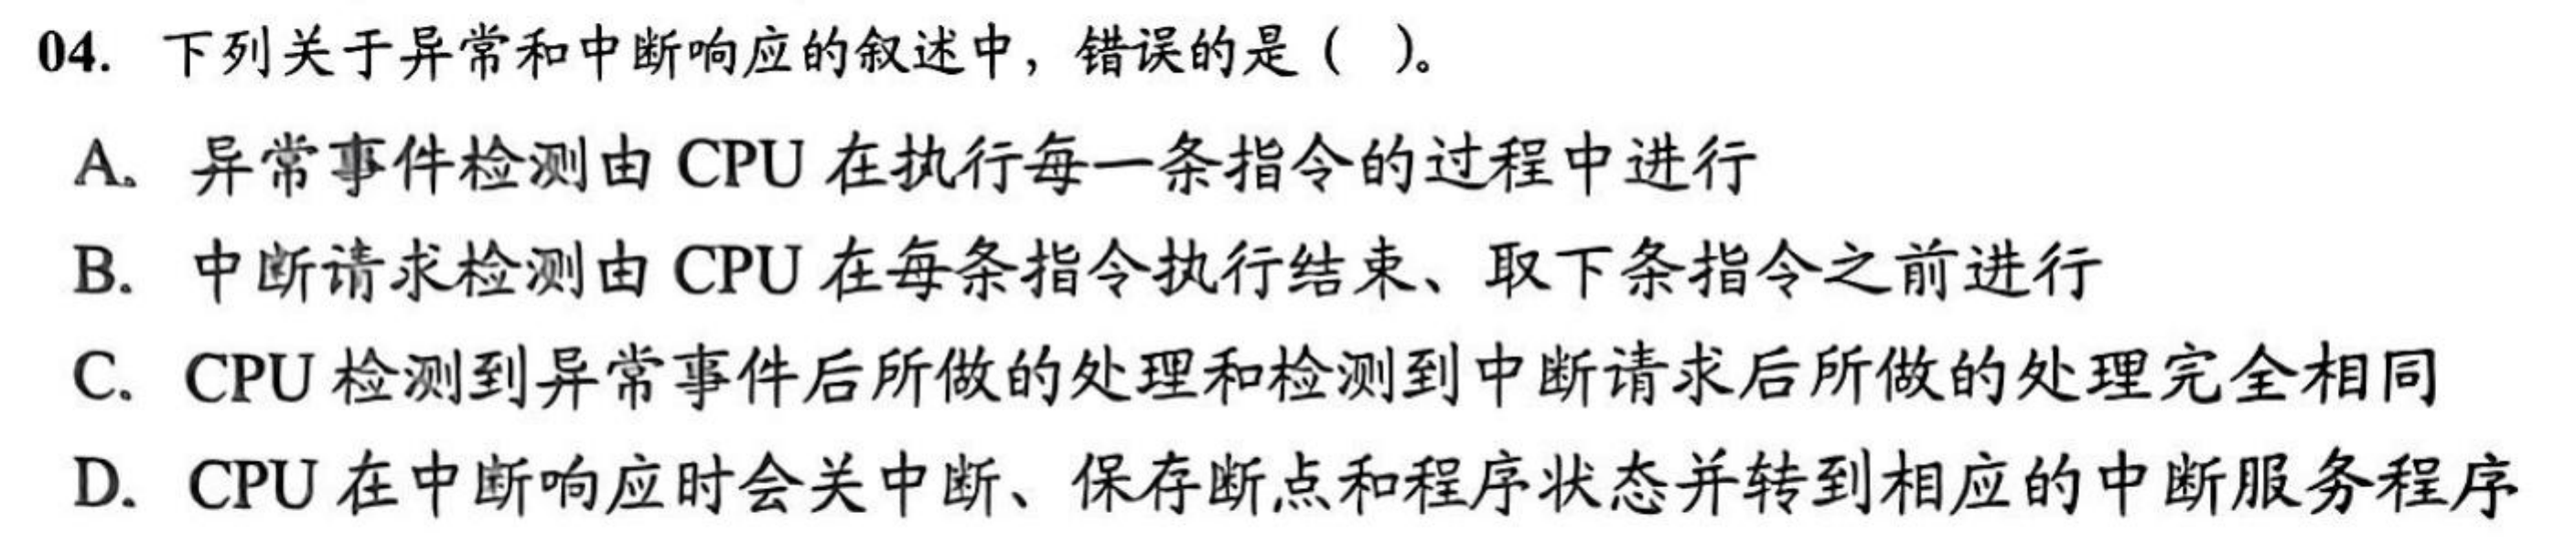 04. 下列关于异常和中断响应的叙述中，错误的是（ ）。
A. 异常事件检测由 CPU 在执行每一条指令的过程中进行
B. 中断请求检测由 CPU 在每条指令执行结束、取下条指令之前进行
C. CPU 检测到异常事件后所做的处理和检测到中断请求后所做的处理完全相同
D. CPU 在中断响应时会关中断、保存断点和程序状态并转到相应的中断服务程序